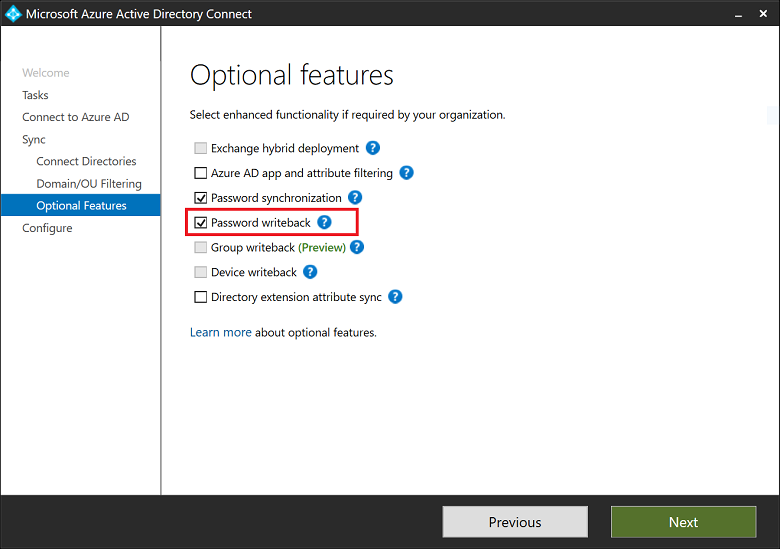 Microsoft Azure Active Directory Connect
Welcome
Tasks
Connect to Azure AD
Sync
Connect Directories
Domain/OU Filtering
Optional Features
Configure
Optional features
Select enhanced functionality if required by your organization.
Exchange hybrid deployment ?
Azure AD app and attribute filtering ?
Password synchronization ?
Password writeback ?
Group writeback (Preview) ?
Device writeback ?
Directory extension attribute sync ?
Learn more about optional features.
Previous
Next